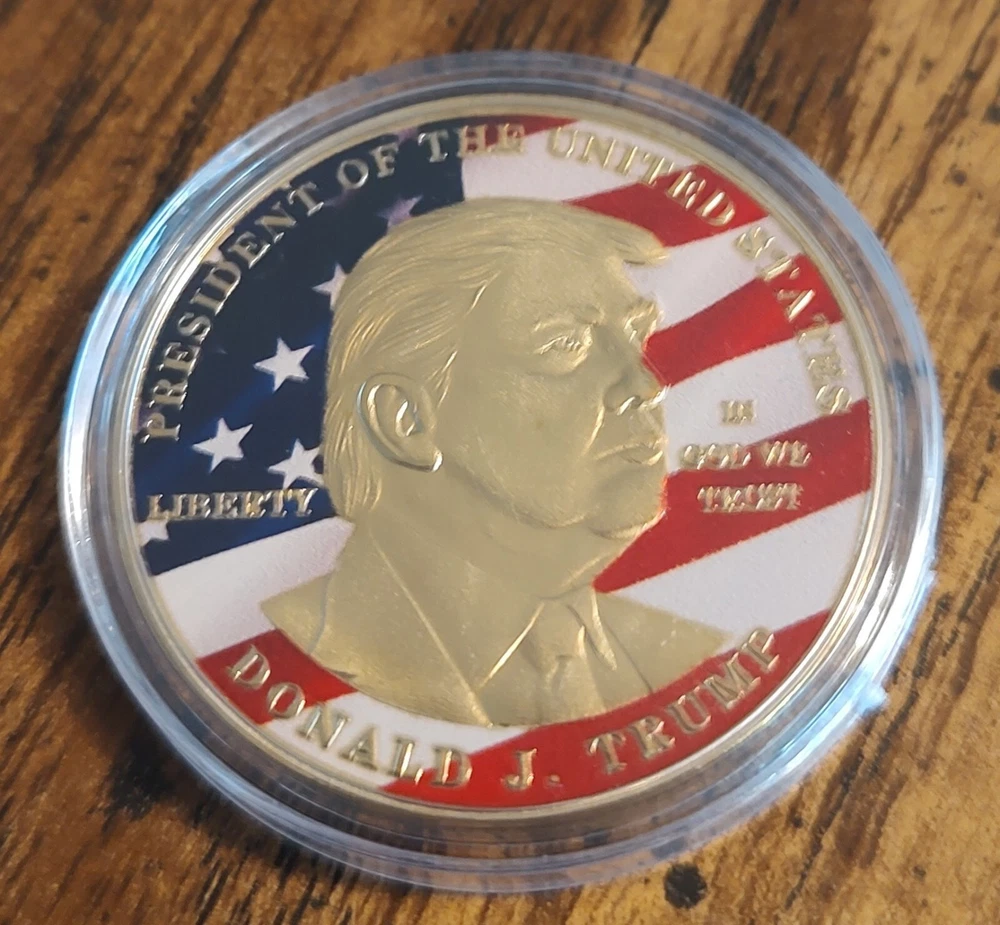 PRESIDENT OF THE UNITED STATES
LIBERTY
IN
GOD WE
TRUST
DONALD J. TRUMP